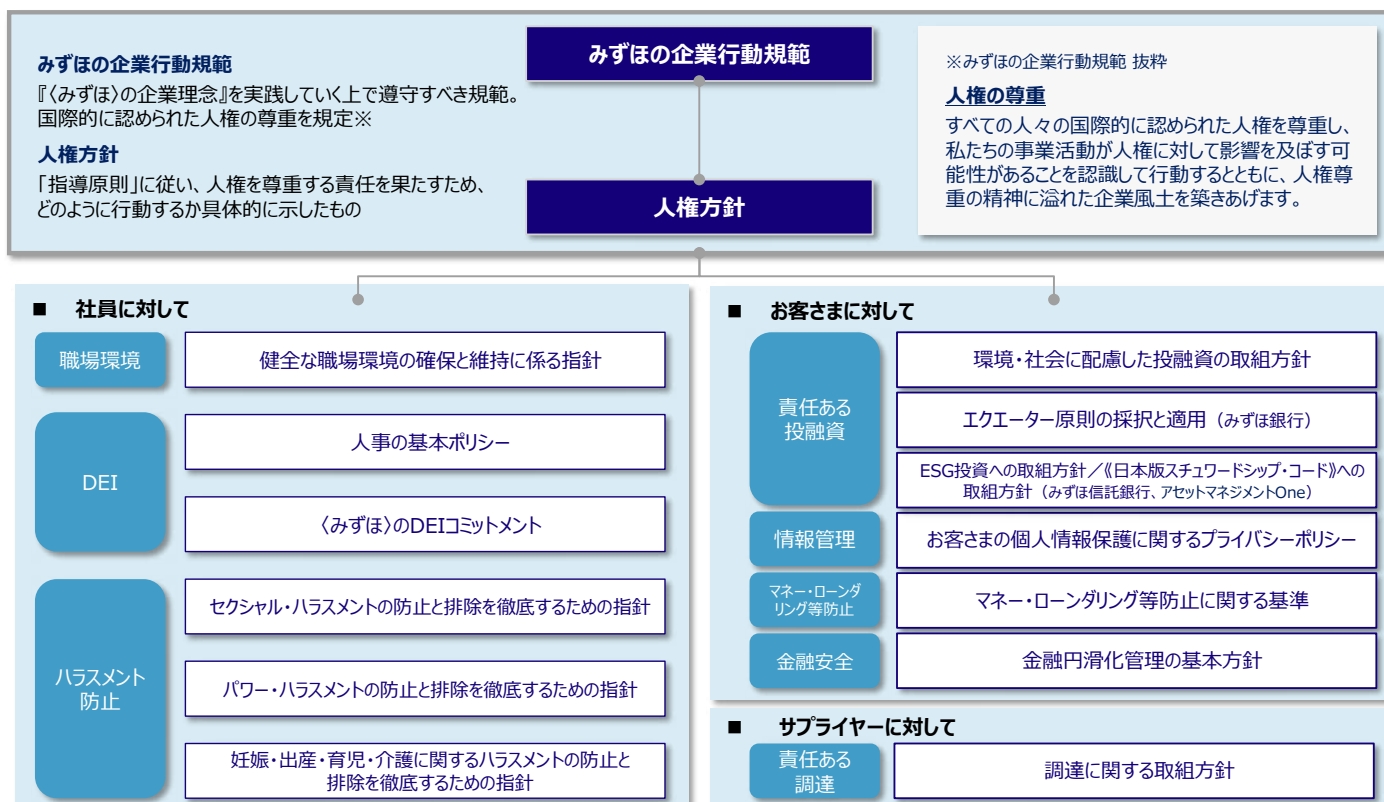 みずほの企業行動規範
『〈みずほ〉の企業理念』を実践していく上で遵守すべき規範。
国際的に認められた人権の尊重を規定※
人権方針
「指導原則」に従い、人権を尊重する責任を果たすため、
どのように行動するか具体的に示したもの
みずほの企業行動規範
人権方針
※みずほの企業行動規範 抜粋
人権の尊重
すべての人々の国際的に認められた人権を尊重し、
私たちの事業活動が人権に対して影響を及ぼす可
能性があることを認識して行動するとともに、人権尊
重の精神に溢れた企業風土を築きあげます。
■ 社員に対して
職場環境
健全な職場環境の確保と維持に係る指針
DEI
人事の基本ポリシー
〈みずほ〉のDEIコミットメント
ハラスメント
防止
セクシャル・ハラスメントの防止と排除を徹底するための指針
パワー・ハラスメントの防止と排除を徹底するための指針
妊娠・出産・育児・介護に関するハラスメントの防止と
排除を徹底するための指針
■ お客さまに対して
責任ある
投融資
環境・社会に配慮した投融資の取組方針
エクエーター原則の採択と適用（みずほ銀行）
ESG投資への取組方針／《日本版スチュワードシップ・コード》への
取組方針（みずほ信託銀行、アセットマネジメントOne）
情報管理
お客さまの個人情報保護に関するプライバシーポリシー
マネー・ローンダ
リング等防止
マネー・ローンダリング等防止に関する基準
金融安全
金融円滑化管理の基本方針
■ サプライヤーに対して
責任ある
調達
調達に関する取組方針